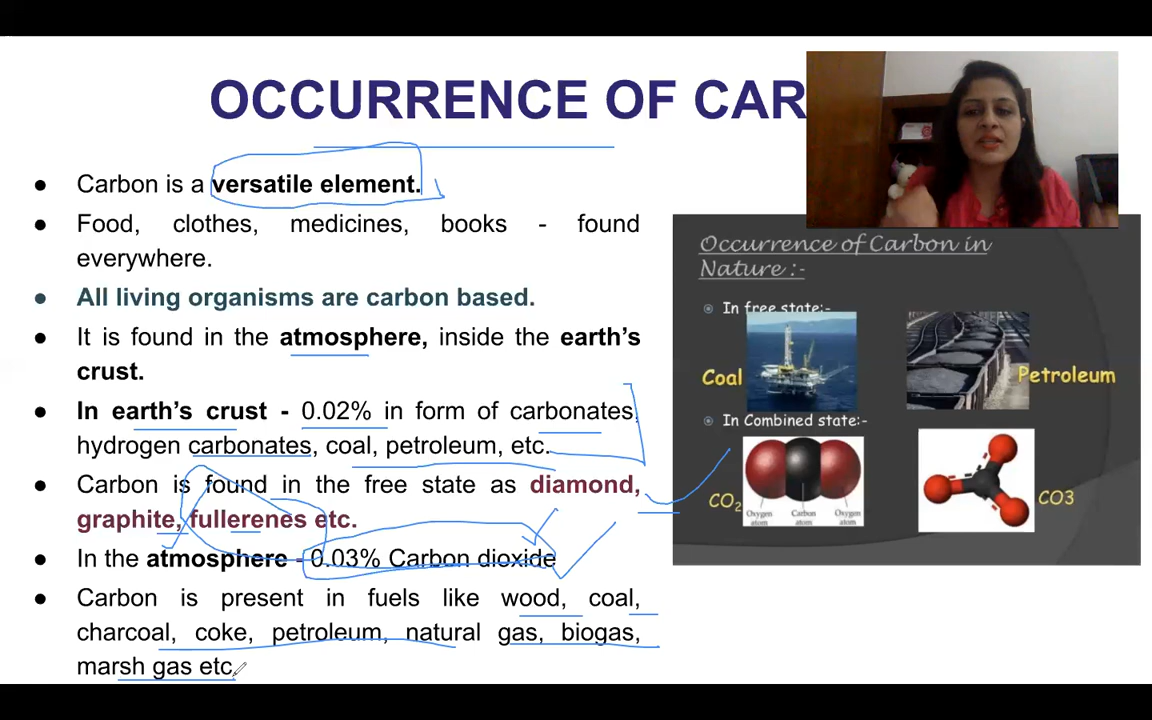 OCCURRENCE OF CAR
● Carbon is a versatile element.
● Food, clothes, medicines, books - found
everywhere.
● All living organisms are carbon based.
● It is found in the atmosphere, inside the earth's
crust.
● In earth's crust - 0.02% in form of carbonates,
hydrogen carbonates, coal, petroleum, etc.
● Carbon is found in the free state as diamond,
graphite, fullerenes etc.
● In the atmosphere - 0.03% Carbon dioxide
● Carbon is present in fuels like wood, coal,
charcoal, coke, petroleum, natural gas, biogas,
marsh gas etc.
Occurrence of Carbon in
Nature :-
In free state:-
Coal
Petroleum
In Combined state:-
CO2
Oxygen atom Carbon atom Oxygen atom
CO3